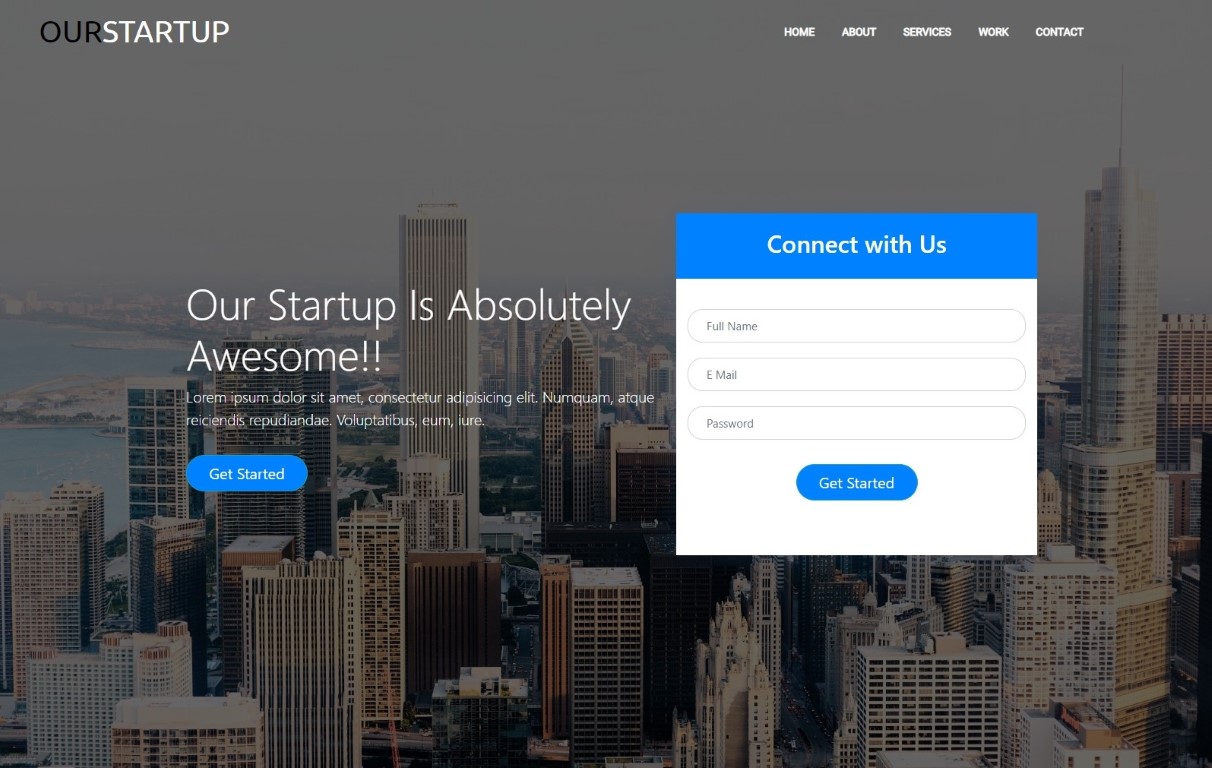 OURSTARTUP
HOME ABOUT SERVICES WORK CONTACT
Our Startup Is Absolutely
Awesome!!
Lorem ipsum dolor sit amet, consectetur adipisicing elit. Numquam, atque
reiciendis repudiandae. Voluptatibus, eum, iure.
Get Started
Connect with Us
Full Name
E Mail
Password
Get Started